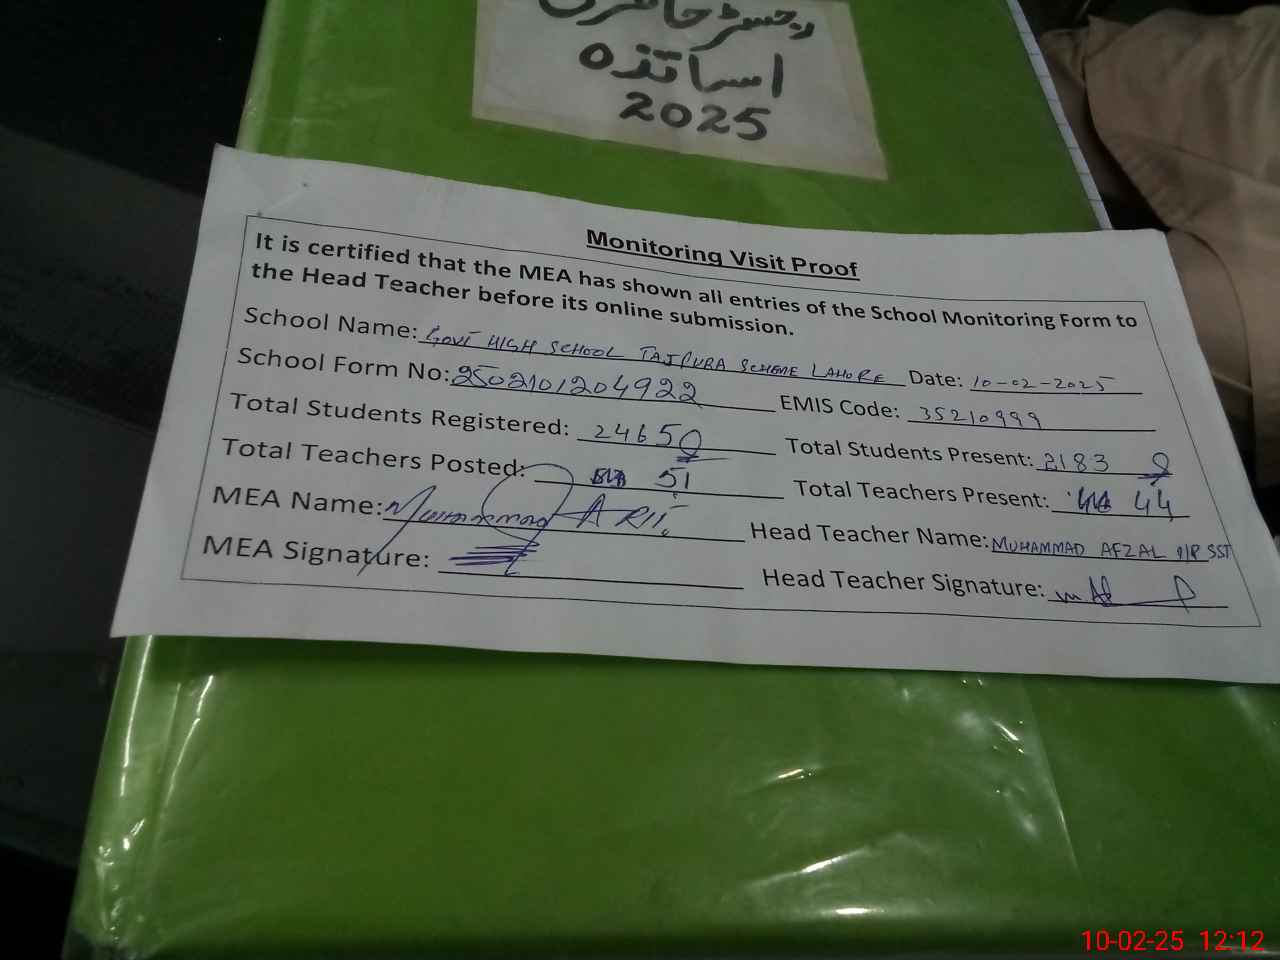 رجسٹر حاضری
اساتذہ
2025
Monitoring Visit Proof
It is certified that the MEA has shown all entries of the School Monitoring Form to
the Head Teacher before its online submission.
School Name: GOVT HIGH SCHOOL TAJPURA SCHEME LAHORE Date: 10-02-2025
School Form No: 2502101204922 EMIS Code: 35210999
Total Students Registered: 2465 Total Students Present: 2183
Total Teachers Posted: 51 Total Teachers Present: 44
MEA Name: Muhammad ARIF Head Teacher Name: MUHAMMAD AFZAL SST
MEA Signature: Head Teacher Signature:
10-02-25 12:12